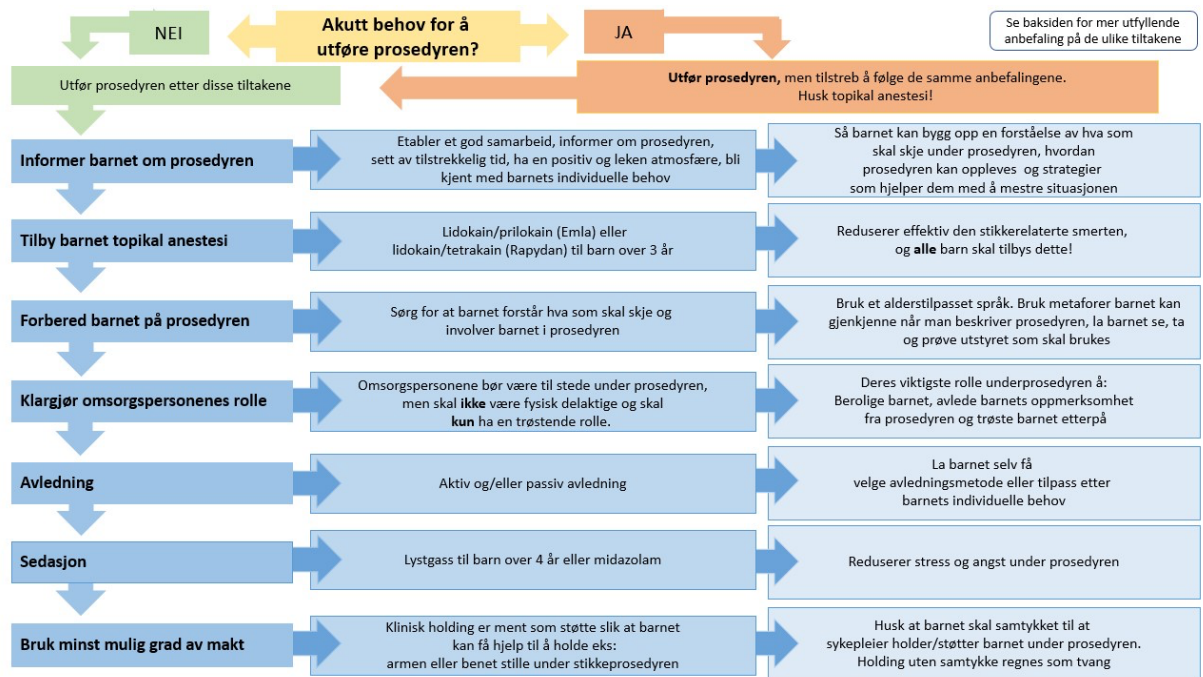 NEI
Akutt behov for å
utføre prosedyren?
JA
Se baksiden for mer utfyllende
anbefaling på de ulike tiltakene
Utfør prosedyren etter disse tiltakene
Utfør prosedyren, men tilstreb å følge de samme anbefalingene.
Husk topikal anestesi!
Informer barnet om prosedyren
Etabler et god samarbeid, informer om prosedyren,
sett av tilstrekkelig tid, ha en positiv og leken atmosfære, bli
kjent med barnets individuelle behov
Så barnet kan bygg opp en forståelse av hva som
skal skje under prosedyren, hvordan
prosedyren kan oppleves og strategier
som hjelper dem med å mestre situasjonen
Tilby barnet topikal anestesi
Lidokain/prilokain (Emla) eller
lidokain/tetrakain (Rapydan) til barn over 3 år
Reduserer effektiv den stikkerelaterte smerten,
og alle barn skal tilbys dette!
Forbered barnet på prosedyren
Sørg for at barnet forstår hva som skal skje og
involver barnet i prosedyren
Bruk et alderstilpasset språk. Bruk metaforer barnet kan
gjenkjenne når man beskriver prosedyren, la barnet se, ta
og prøve utstyret som skal brukes
Klargjør omsorgspersonenes rolle
Omsorgspersonene bør være til stede under prosedyren,
men skal ikke være fysisk delaktige og skal
kun ha en trøstende rolle.
Deres viktigste rolle underprosedyren å:
Berolige barnet, avlede barnets oppmerksomhet
fra prosedyren og trøste barnet etterpå
Avledning
Aktiv og/eller passiv avledning
La barnet selv få
velge avledningsmetode eller tilpass etter
barnets individuelle behov
Sedasjon
Lystgass til barn over 4 år eller midazolam
Reduserer stress og angst under prosedyren
Bruk minst mulig grad av makt
Klinisk holding er ment som støtte slik at barnet
kan få hjelp til å holde eks:
armen eller benet stille under stikkeprosedyren
Husk at barnet skal samtykket til at
sykepleier holder/støtter barnet under prosedyren.
Holding uten samtykke regnes som tvang